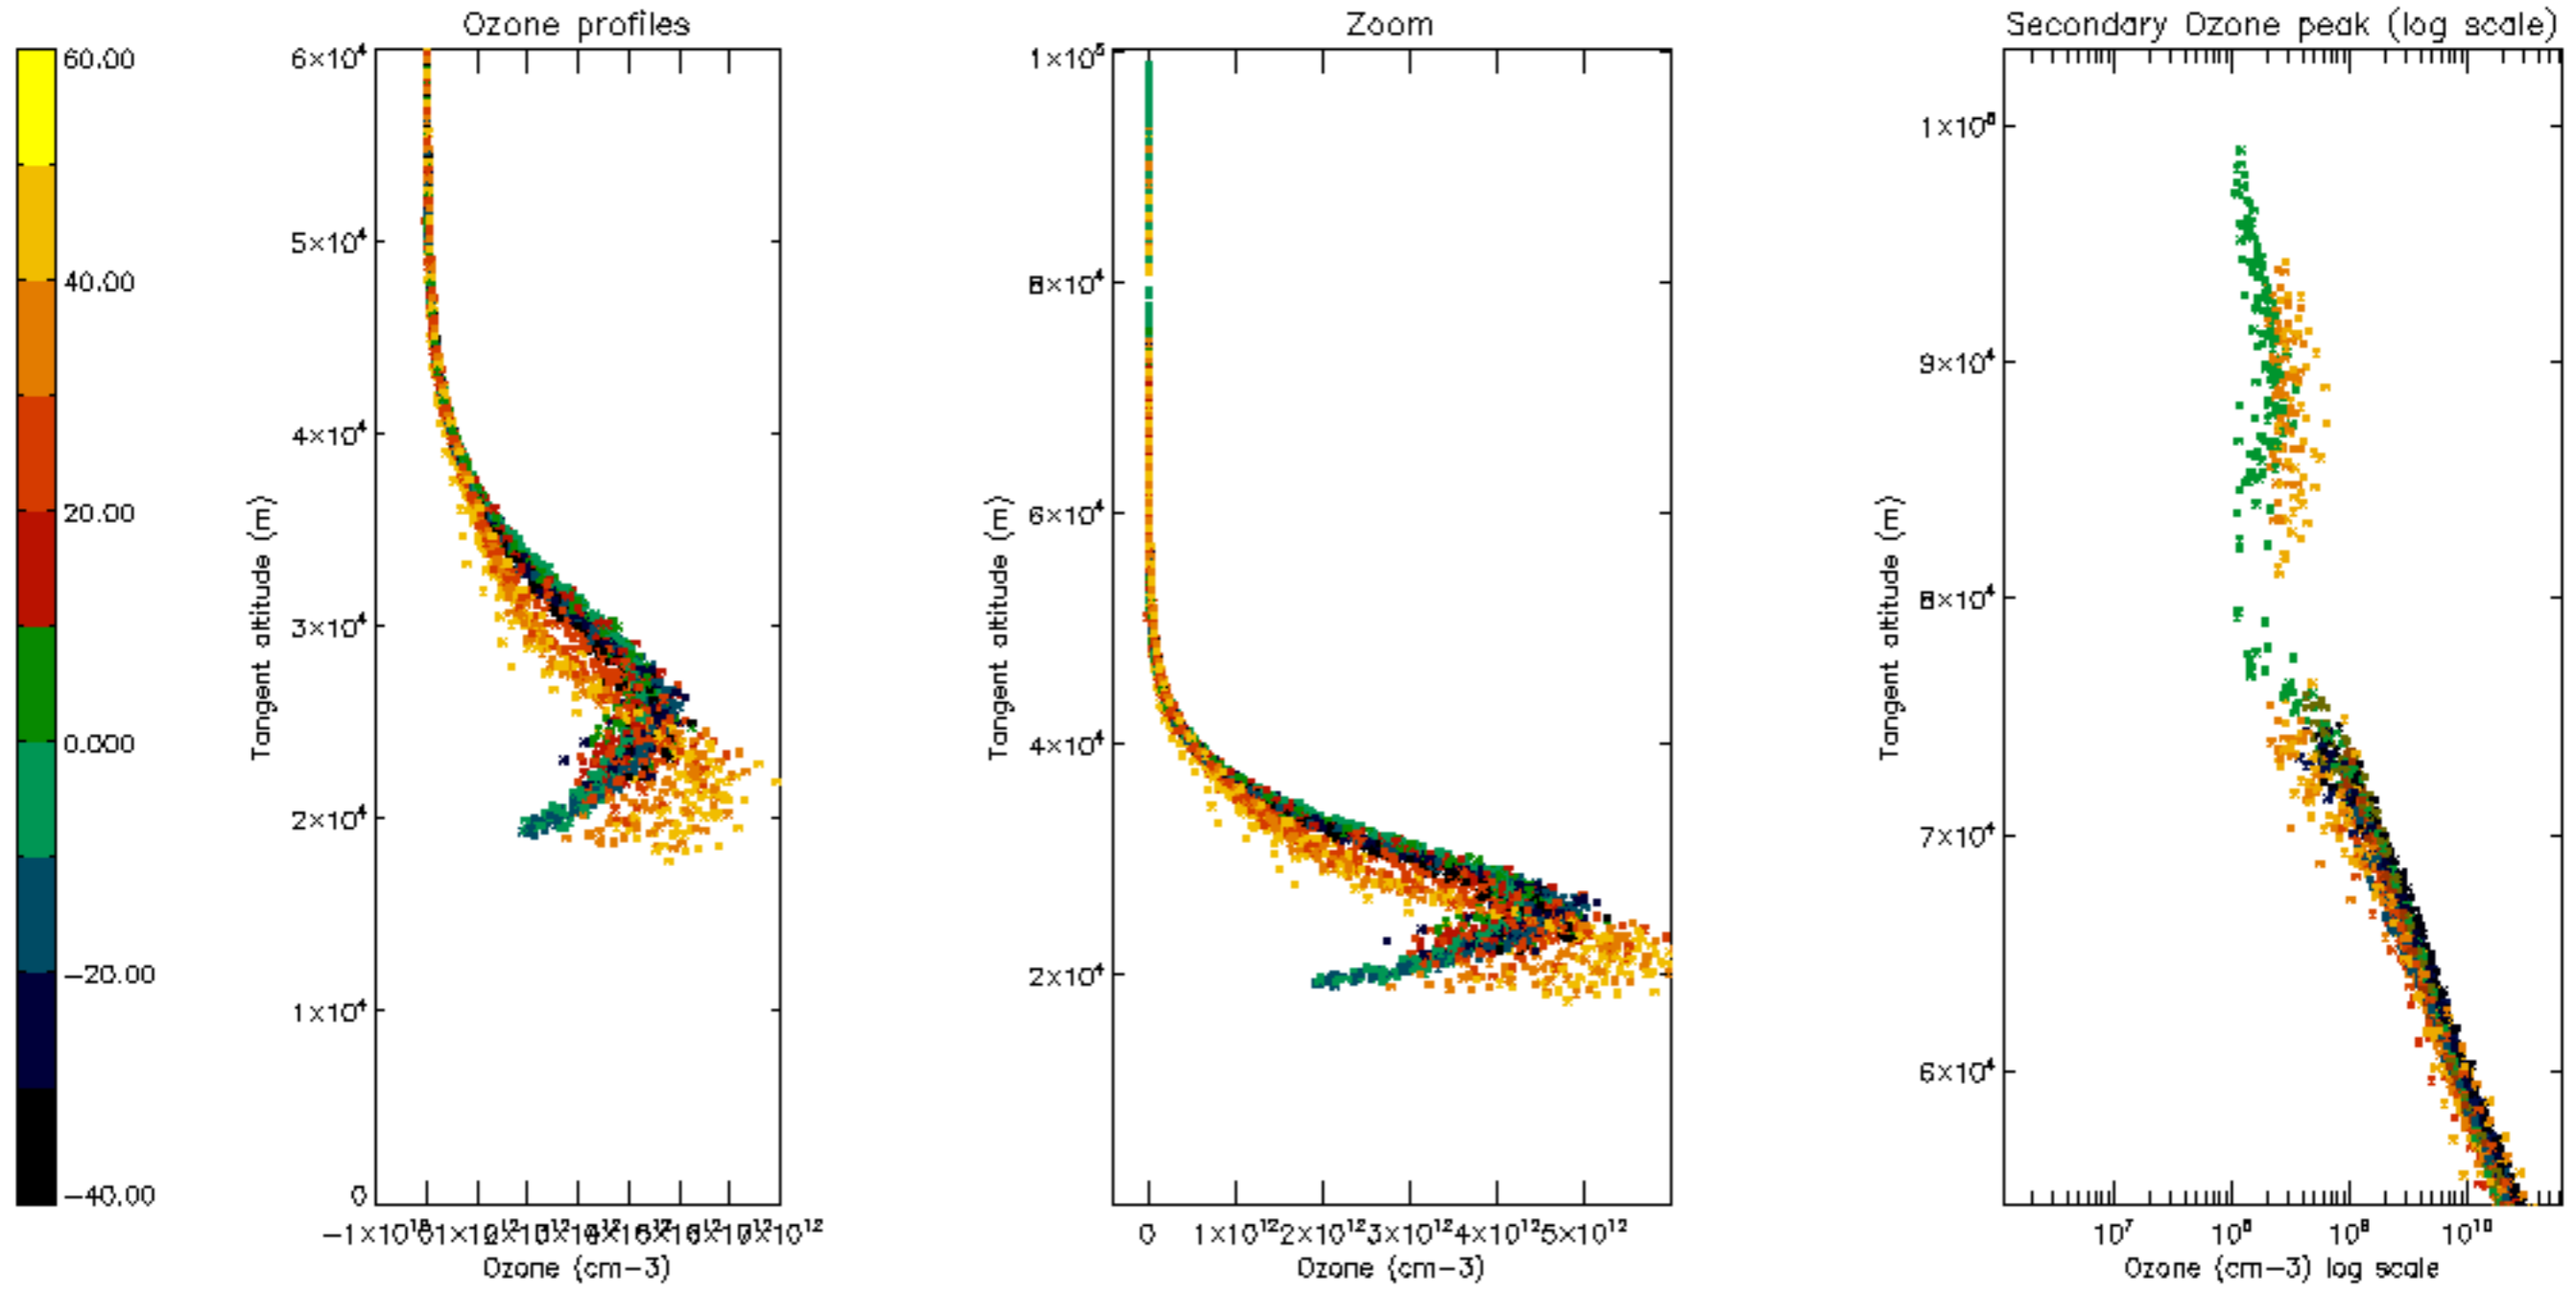 Ozone profiles
Zoom
Secondary Ozone peak (log scale)
60.00
40.00
20.00
0.000
−20.00
−40.00
6×10⁴
5×10⁴
4×10⁴
3×10⁴
2×10⁴
1×10⁴
0
Tangent altitude (m)
Ozone (cm−3)
1×10⁵
8×10⁴
6×10⁴
4×10⁴
2×10⁴
Tangent altitude (m)
0 1×10¹² 2×10¹² 3×10¹² 4×10¹² 5×10¹²
Ozone (cm−3)
1×10⁵
9×10⁴
8×10⁴
7×10⁴
6×10⁴
Tangent altitude (m)
10⁷ 10⁸ 10⁹ 10¹⁰
Ozone (cm−3) log scale